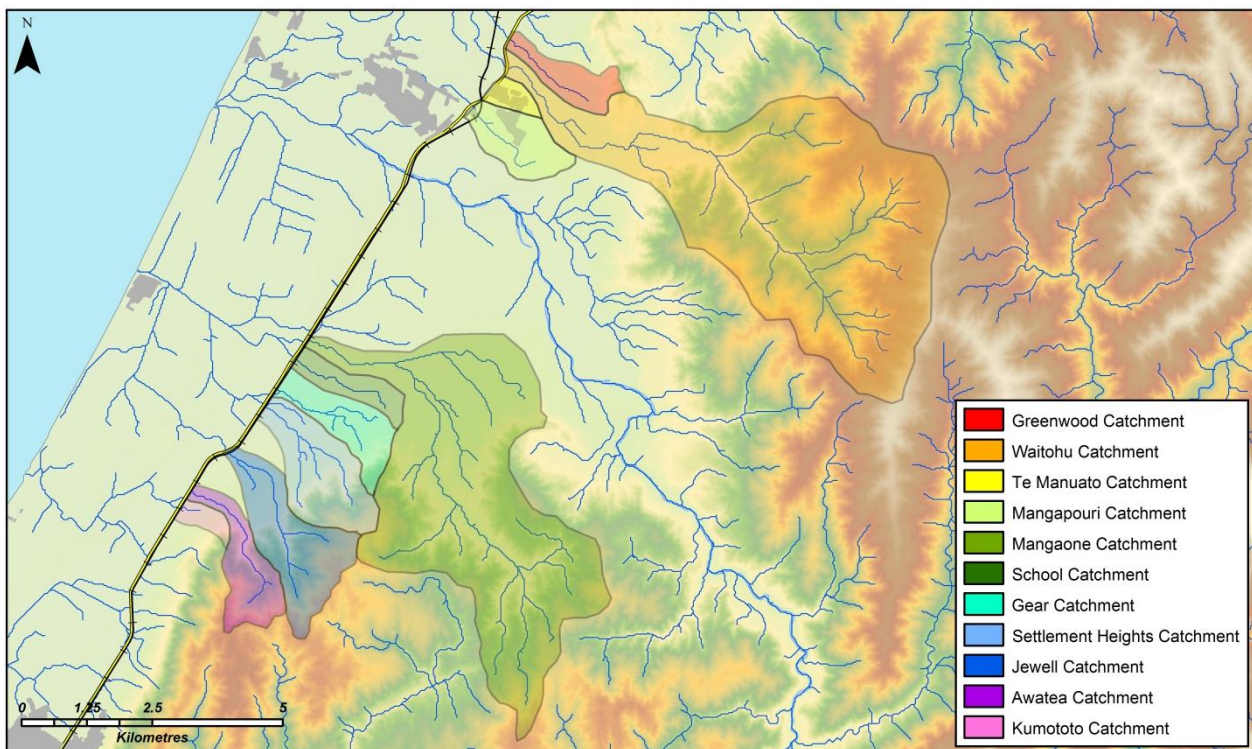 N
Greenwood Catchment
Waitohu Catchment
Te Manuato Catchment
Mangapouri Catchment
Mangaone Catchment
School Catchment
Gear Catchment
Settlement Heights Catchment
Jewell Catchment
Awatea Catchment
Kumototo Catchment
0 1.25 2.5 5
Kilometres